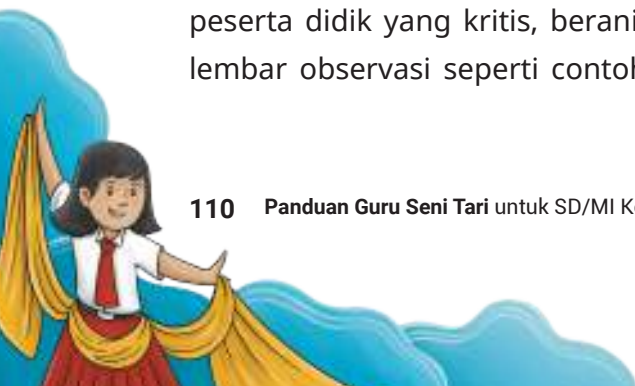 peserta didik yang kritis, berani
lembar observasi seperti contoh
110 Panduan Guru Seni Tari untuk SD/MI